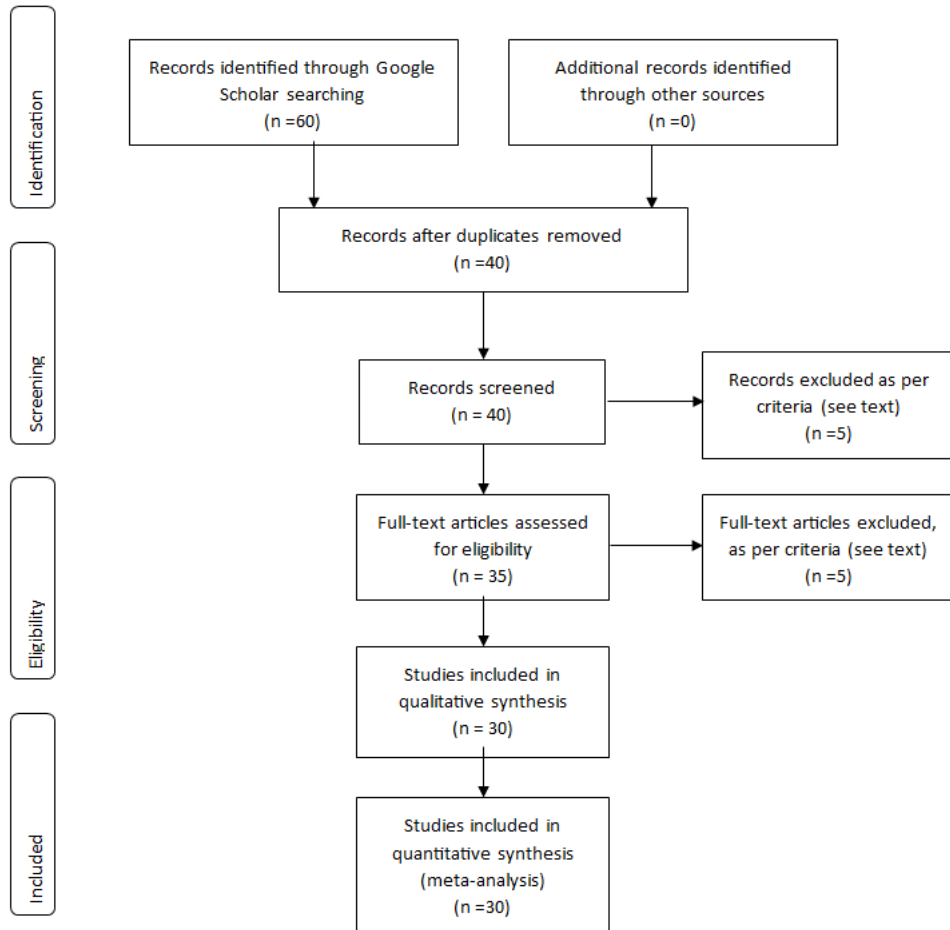 Identification
Records identified through Google
Scholar searching
(n =60)
Additional records identified
through other sources
(n =0)
Records after duplicates removed
(n =40)
Screening
Records screened
(n = 40)
Records excluded as per
criteria (see text)
(n =5)
Eligibility
Full-text articles assessed
for eligibility
(n = 35)
Full-text articles excluded,
as per criteria (see text)
(n =5)
Studies included in
qualitative synthesis
(n = 30)
Included
Studies included in
quantitative synthesis
(meta-analysis)
(n =30)